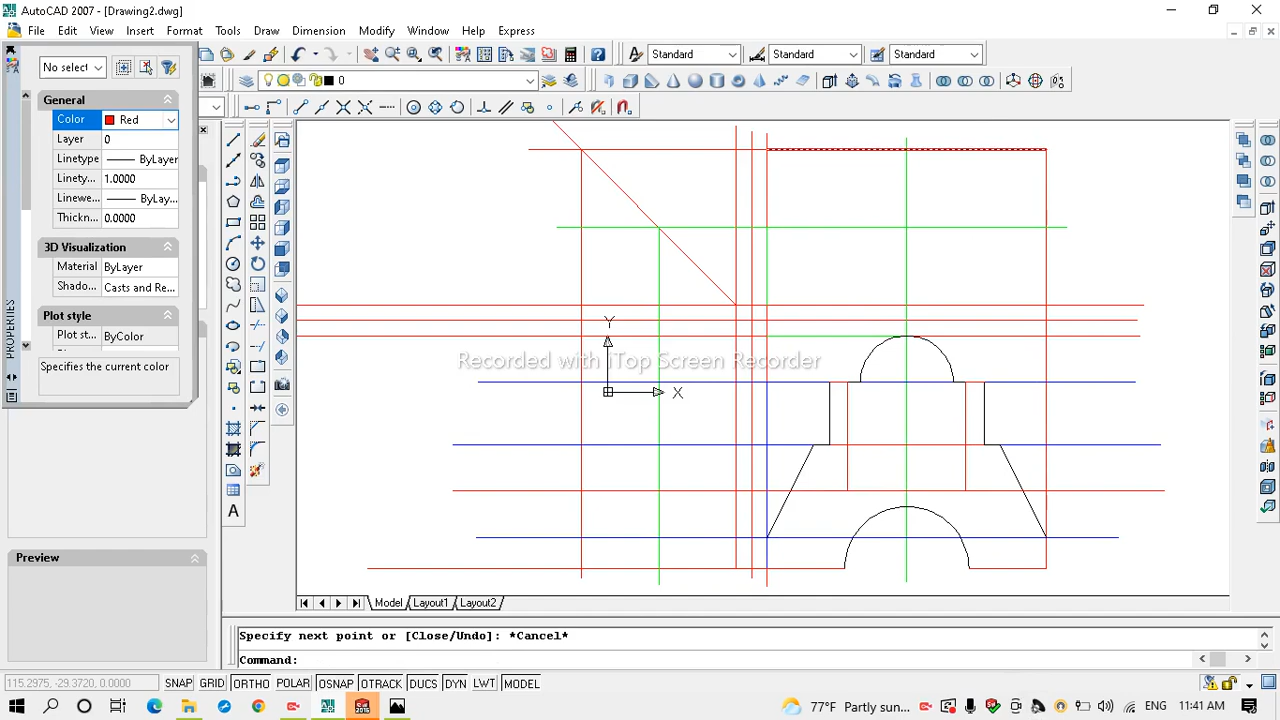 AutoCAD 2007 - [Drawing2.dwg]
File Edit View Insert Format Tools Draw Dimension Modify Window Help Express
Standard Standard Standard
No select
0
General
Color Red
Layer 0
Linetype ByLayer
Linety... 1.0000
Linewe... ByLay...
Thickn... 0.0000
3D Visualization
Material ByLayer
Shado... Casts and Re...
Plot style
Plot st... ByColor
Specifies the current color
PROPERTIES
Y
X
Recorded with iTop Screen Recorder
A
Preview
Model Layout1 Layout2
Specify next point or [Close/Undo]: *Cancel*
Command:
115.2975, -29.3720, 0.0000 SNAP GRID ORTHO POLAR OSNAP OTRACK DUCS DYN LWT MODEL
77°F Partly sun... 11:41 AM